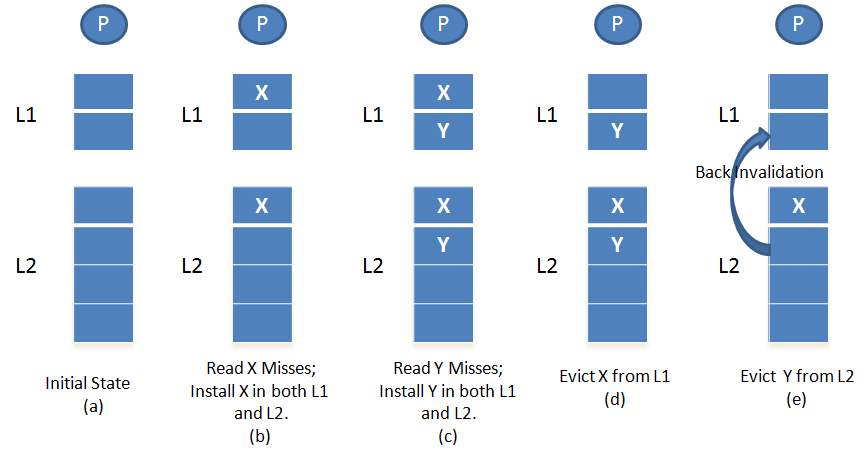 P P P P P
X X
L1 L1 L1 L1 L1
Y Y
Back Invalidation
X X X X
Y Y
L2 L2 L2 L2 L2
Initial State
(a)
Read X Misses;
Install X in both L1
and L2.
(b)
Read Y Misses;
Install Y in both L1
and L2.
(c)
Evict X from L1
(d)
Evict Y from L2
(e)